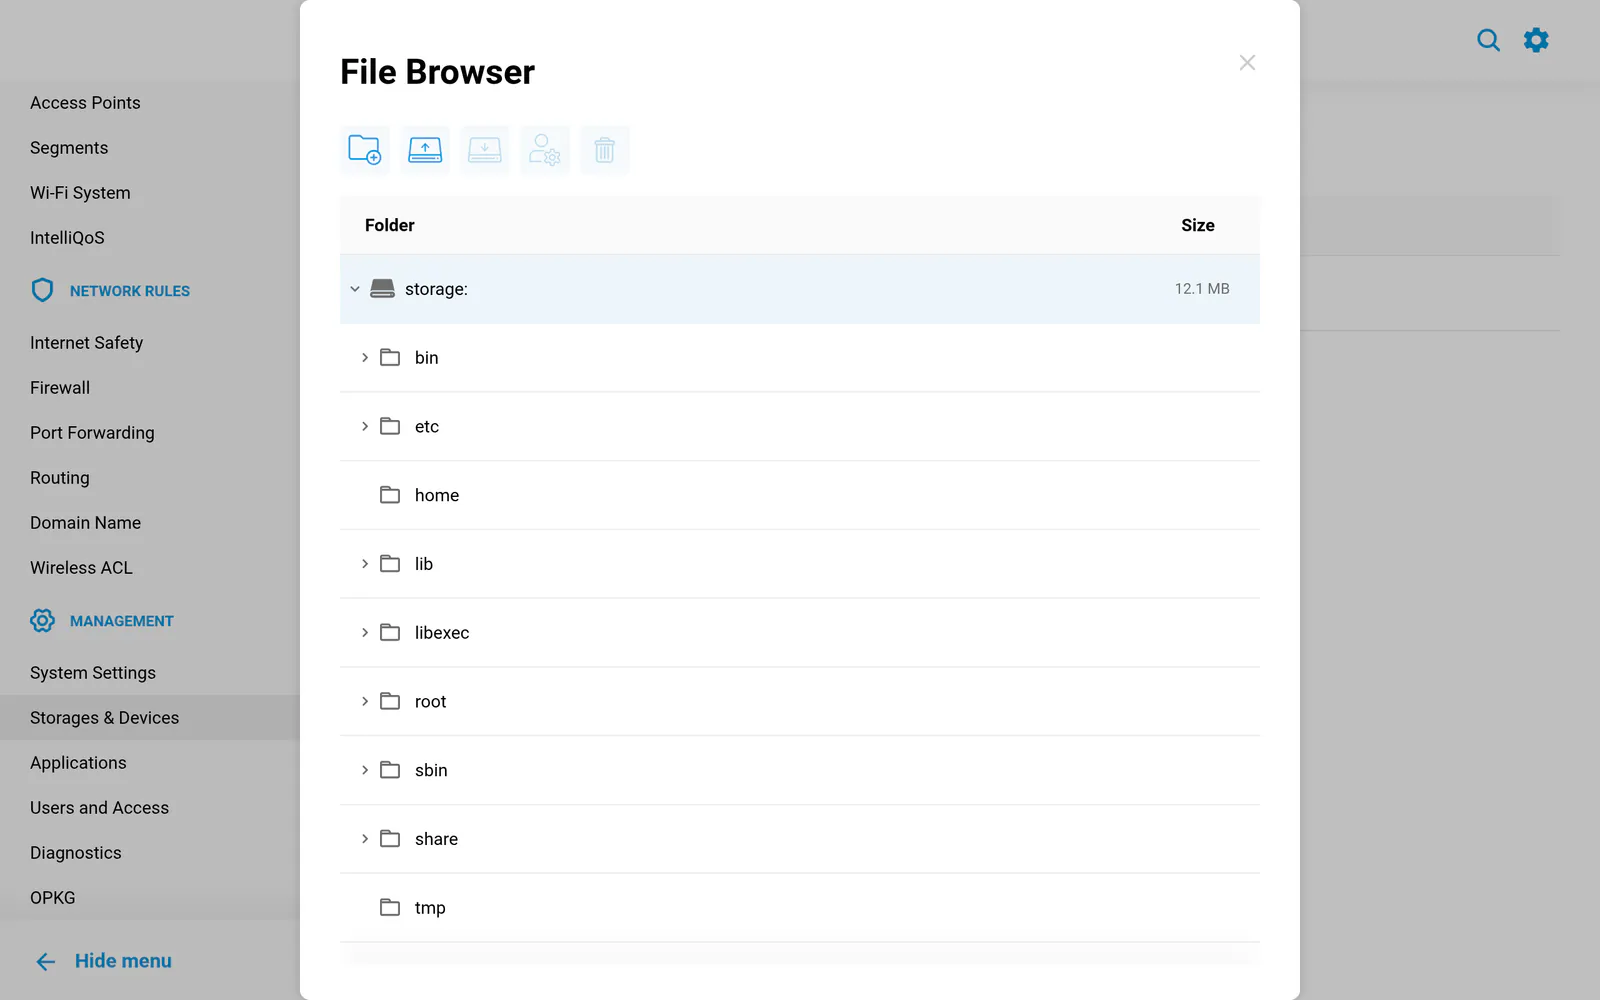 Access Points
Segments
Wi-Fi System
IntelliQoS
NETWORK RULES
Internet Safety
Firewall
Port Forwarding
Routing
Domain Name
Wireless ACL
MANAGEMENT
System Settings
Storages & Devices
Applications
Users and Access
Diagnostics
OPKG
Hide menu
File Browser
Folder Size
storage: 12.1 MB
bin
etc
home
lib
libexec
root
sbin
share
tmp